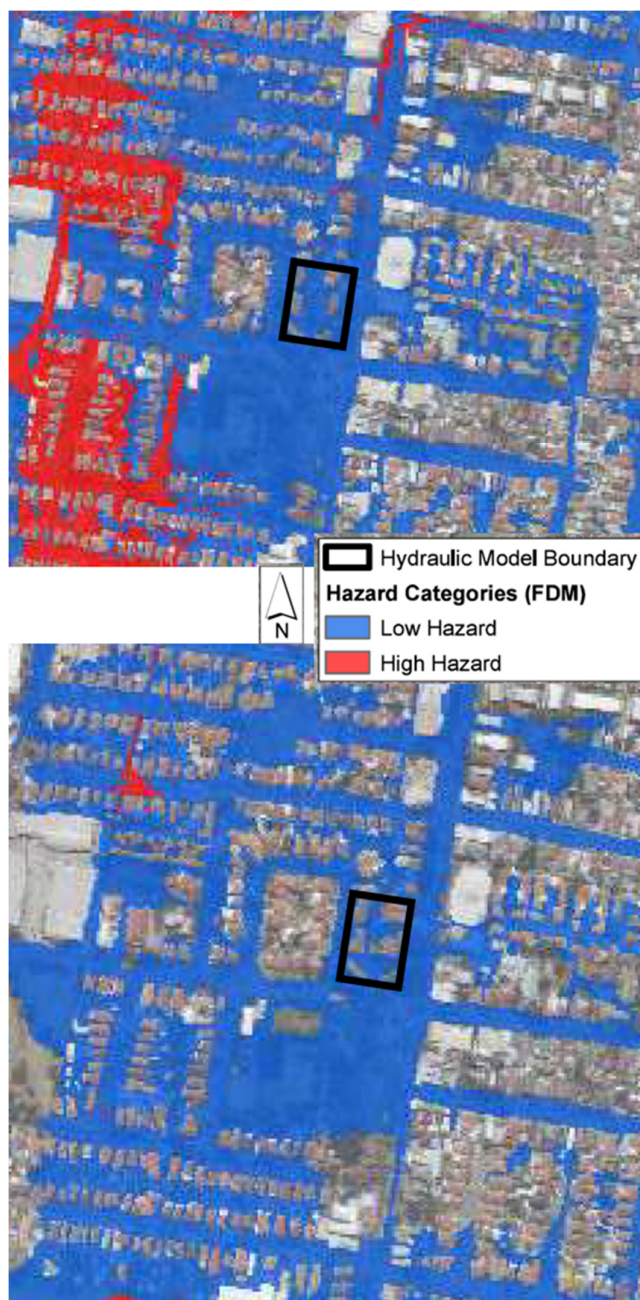 Hydraulic Model Boundary
Hazard Categories (FDM)
Low Hazard
High Hazard
N